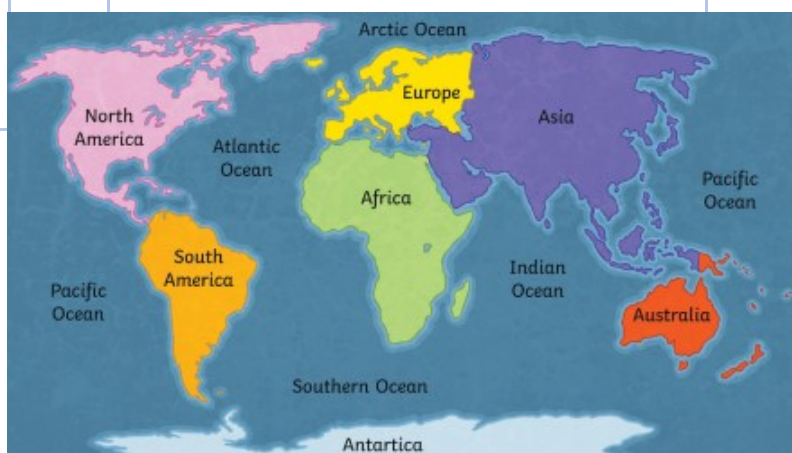 Arctic Ocean
Europe
North
America
Asia
Atlantic
Ocean
Pacific
Ocean
Africa
South
America
Indian
Ocean
Pacific
Ocean
Australia
Southern Ocean
Antartica